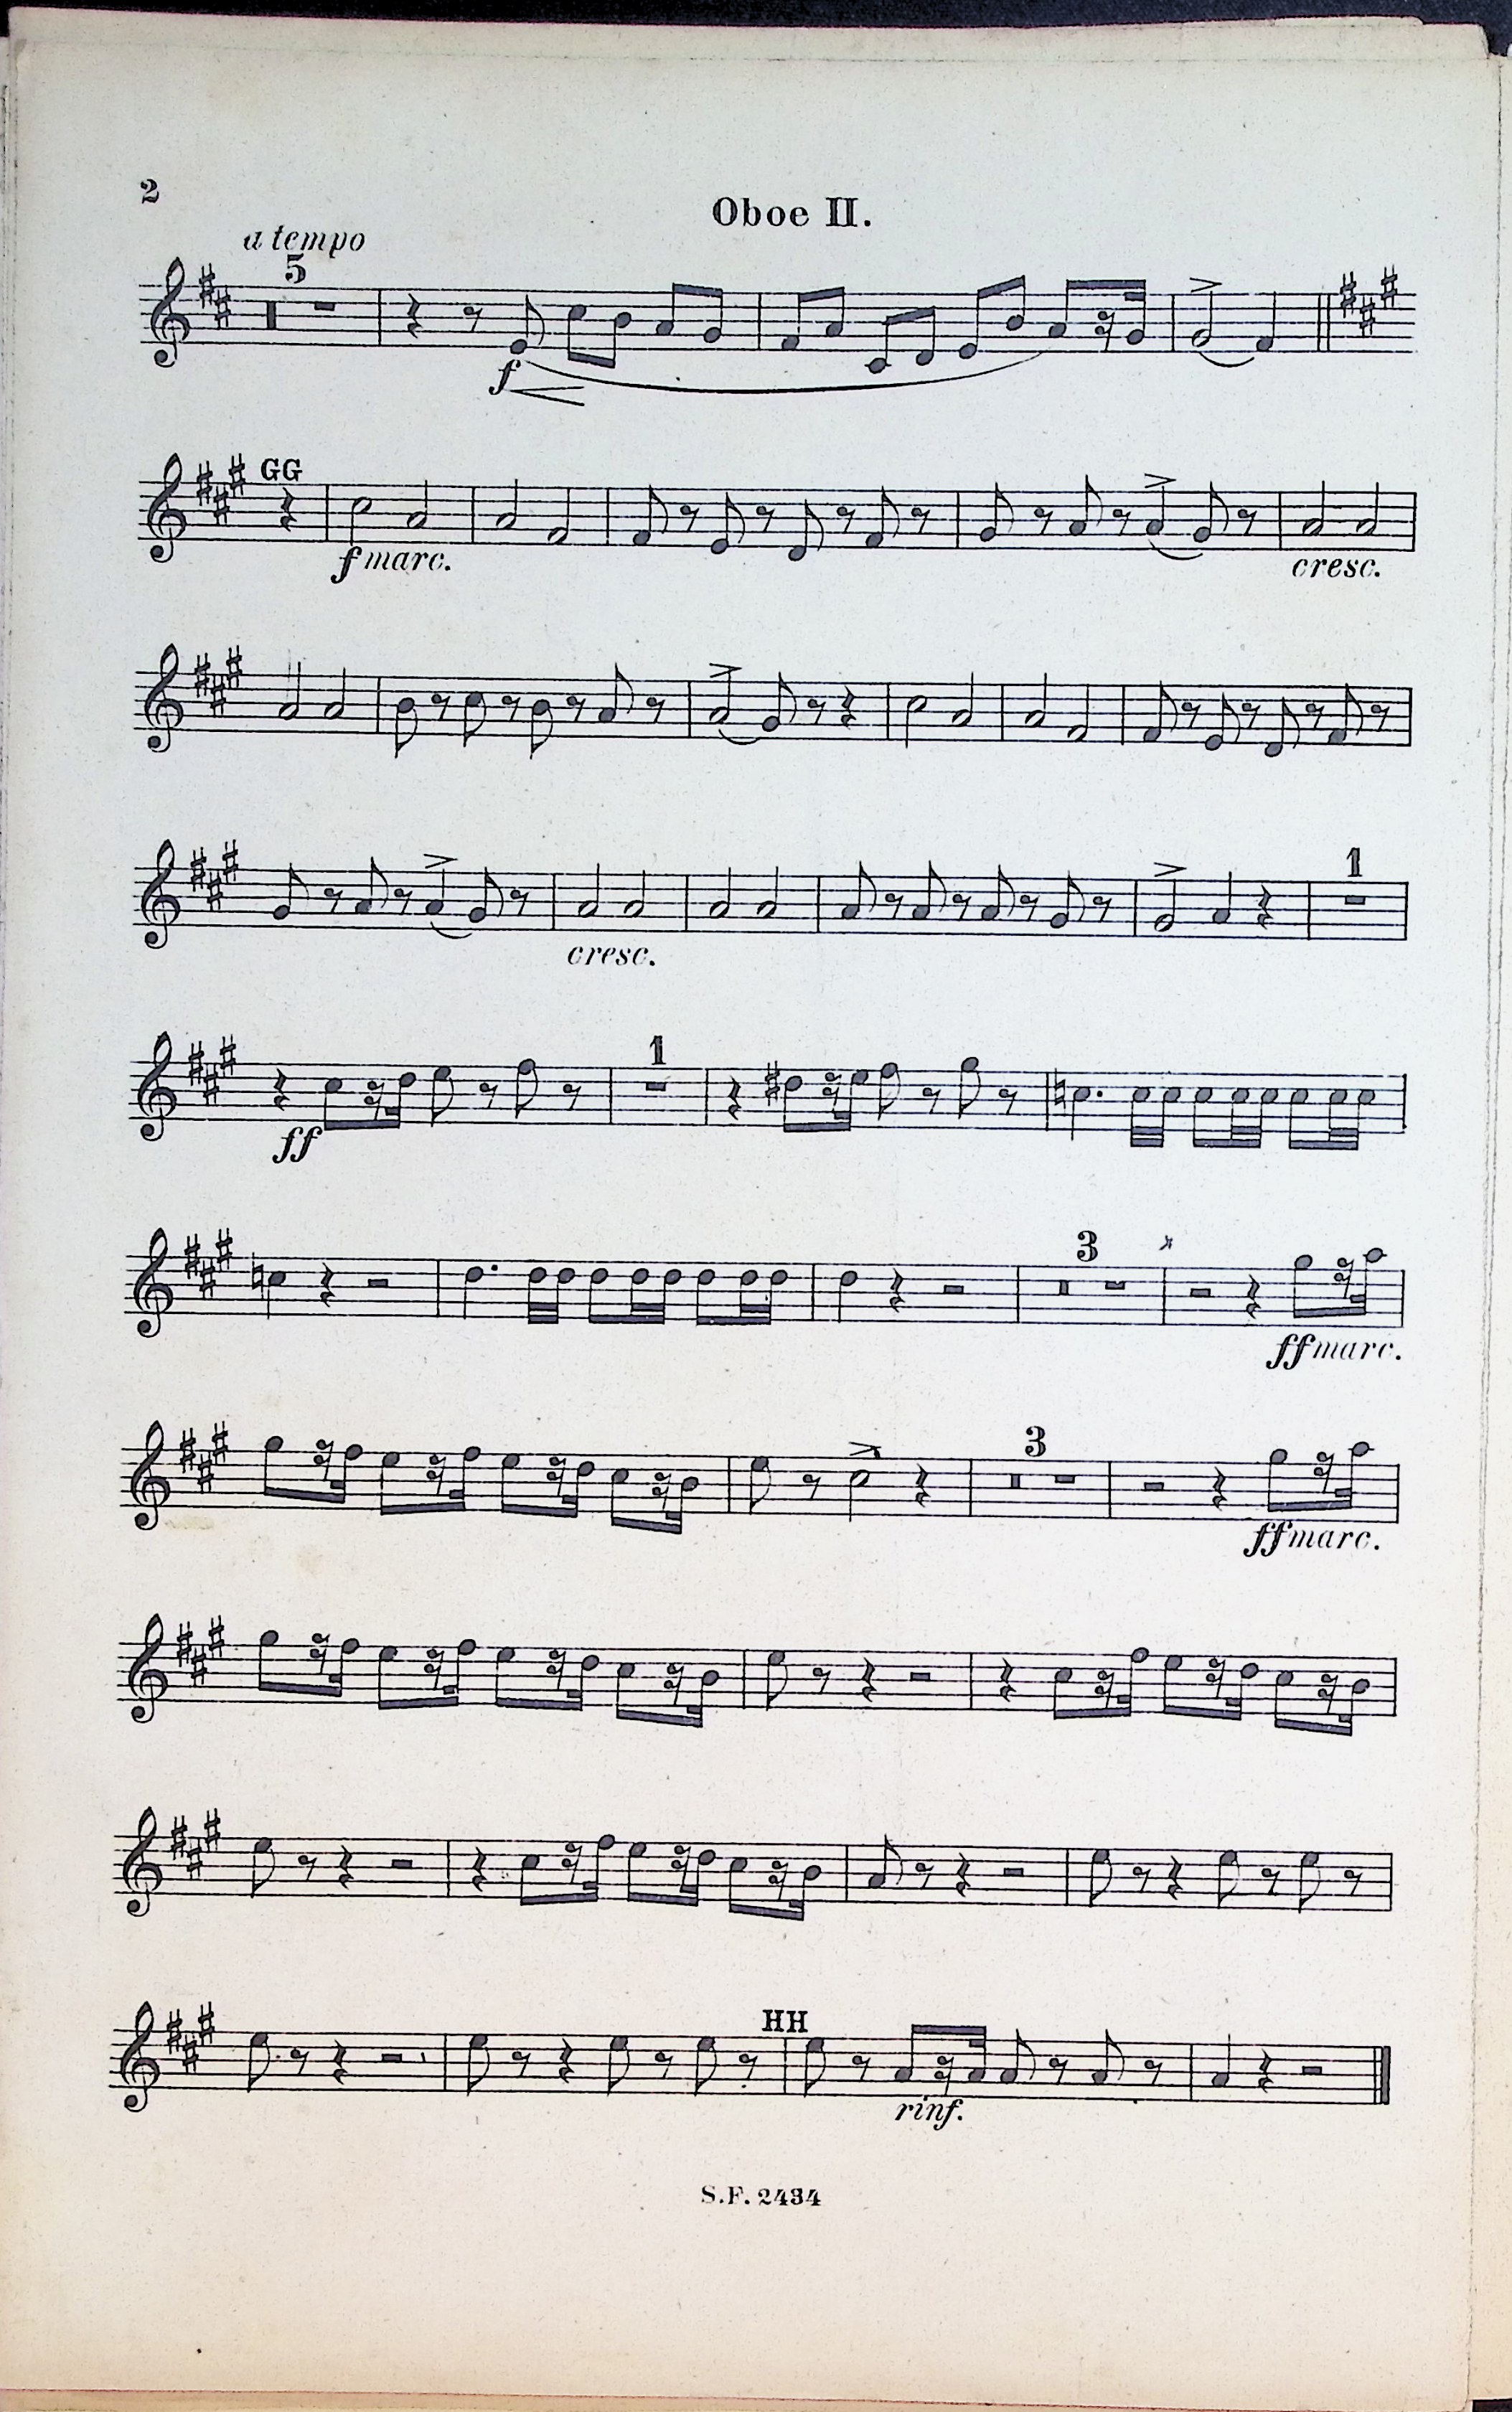 2
Oboe II.
a tempo
5
f
GG
f marc.
cresc.
1
cresc.
1
ff
3
ff marc.
3
ff marc.
HH
rinf.
S.F. 2434